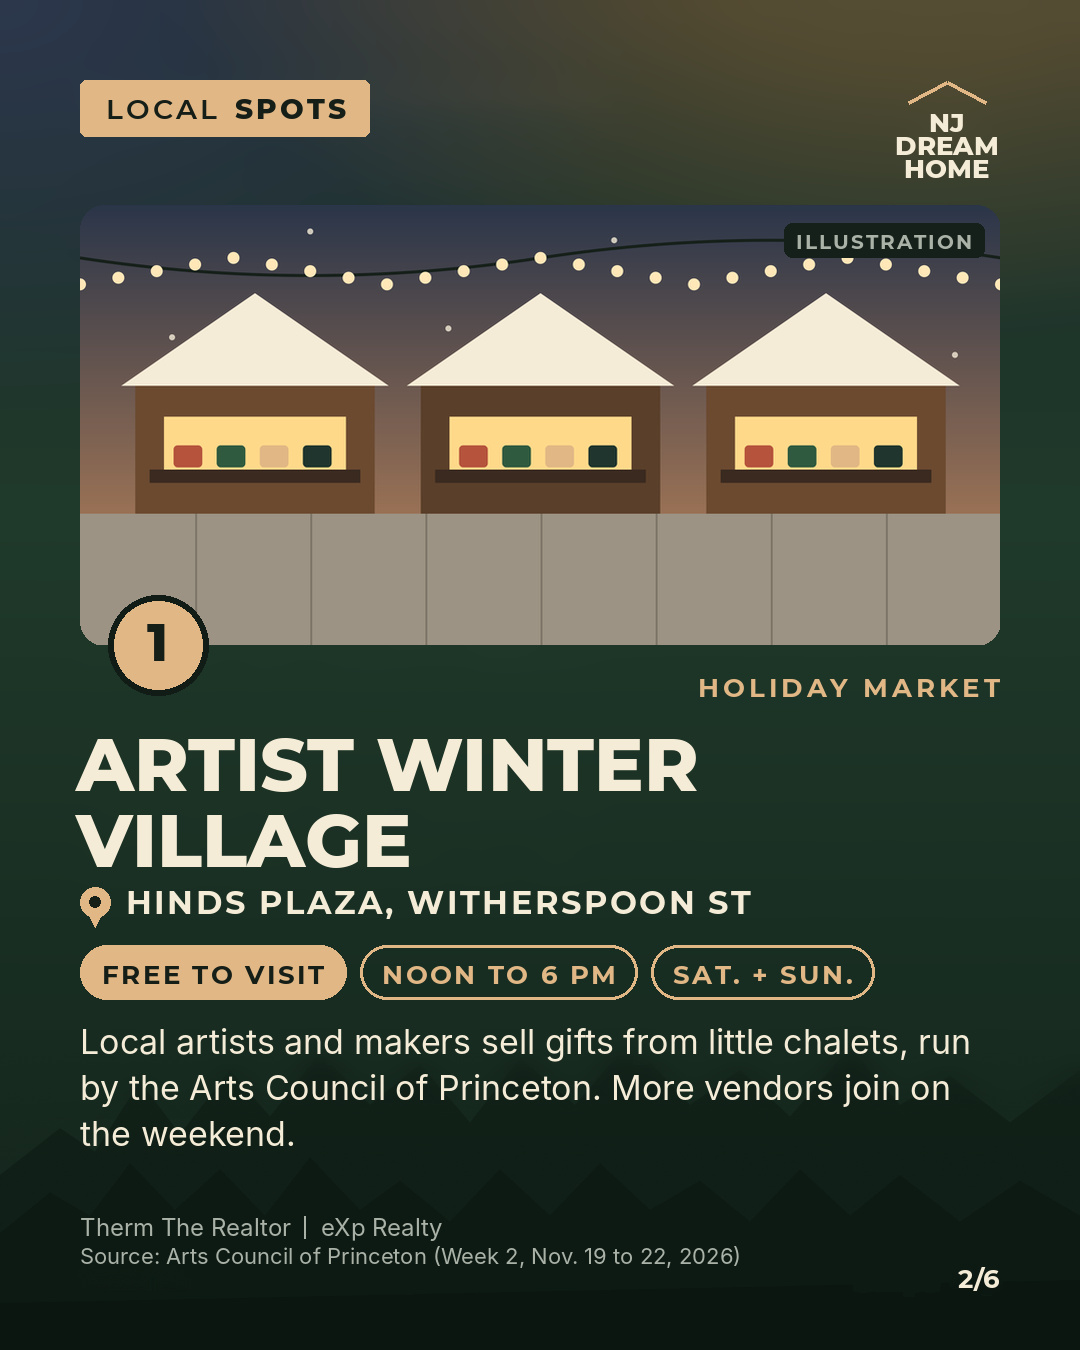 LOCAL SPOTS
NJ
DREAM
HOME
ILLUSTRATION
1
HOLIDAY MARKET
ARTIST WINTER
VILLAGE
HINDS PLAZA, WITHERSPOON ST
FREE TO VISIT
NOON TO 6 PM
SAT. + SUN.
Local artists and makers sell gifts from little chalets, run
by the Arts Council of Princeton. More vendors join on
the weekend.
Therm The Realtor | eXp Realty
Source: Arts Council of Princeton (Week 2, Nov. 19 to 22, 2026)
2/6